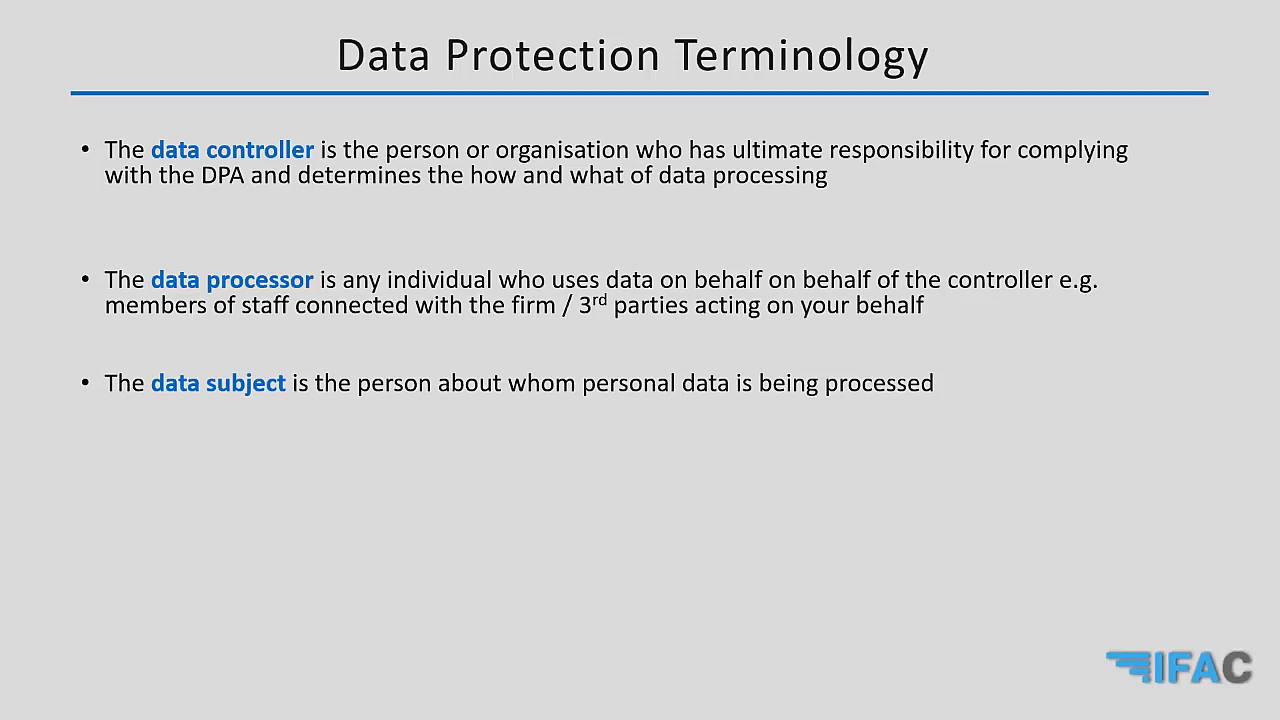 Data Protection Terminology
• The data controller is the person or organisation who has ultimate responsibility for complying
with the DPA and determines the how and what of data processing
• The data processor is any individual who uses data on behalf on behalf of the controller e.g.
members of staff connected with the firm / 3rd parties acting on your behalf
• The data subject is the person about whom personal data is being processed
IFAC